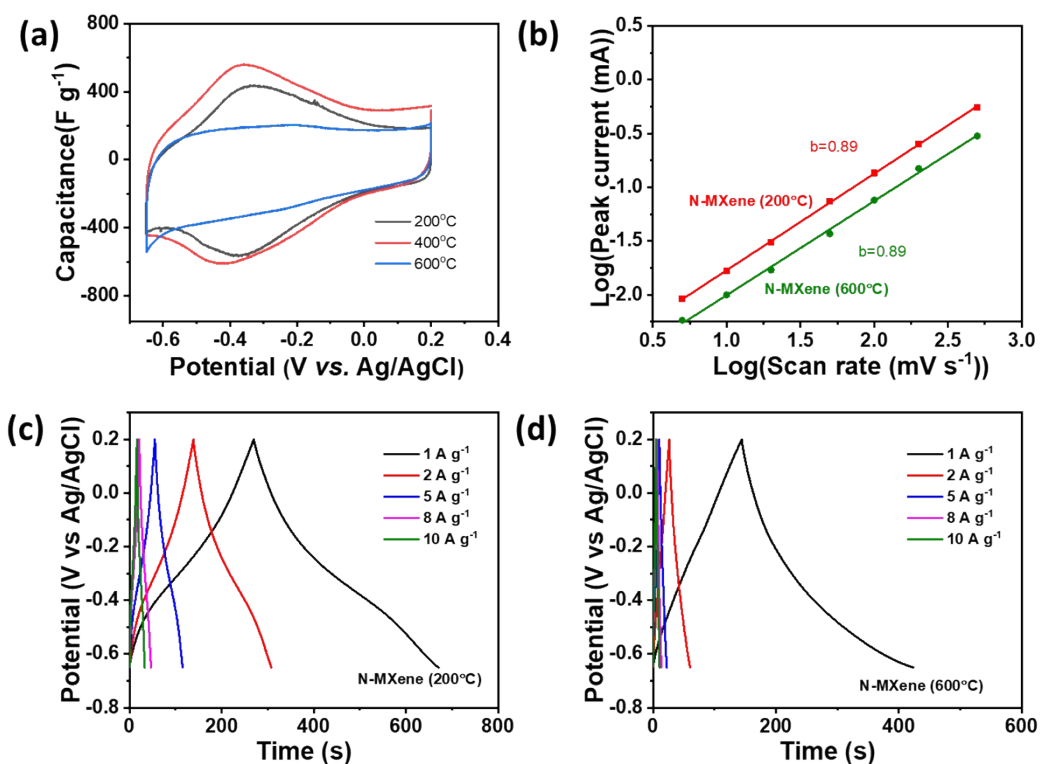 (a)
Capacitance(F g⁻¹)
800
400
0
-400
-800
-0.6
-0.4
-0.2
0.0
0.2
0.4
Potential (V vs. Ag/AgCl)
200°C
400°C
600°C
(b)
Log(Peak current (mA))
0.5
0.0
-0.5
-1.0
-1.5
-2.0
-0.5
0.5
1.0
1.5
2.0
2.5
3.0
Log(Scan rate (mV s⁻¹))
b=0.89
N-MXene (200°C)
b=0.89
N-MXene (600°C)
(c)
Potential (V vs Ag/AgCl)
0.2
0.0
-0.2
-0.4
-0.6
-0.8
0
200
400
600
800
Time (s)
1 A g⁻¹
2 A g⁻¹
5 A g⁻¹
8 A g⁻¹
10 A g⁻¹
N-MXene (200°C)
(d)
Potential (V vs Ag/AgCl)
0.2
0.0
-0.2
-0.4
-0.6
-0.8
0
200
400
600
Time (s)
1 A g⁻¹
2 A g⁻¹
5 A g⁻¹
8 A g⁻¹
10 A g⁻¹
N-MXene (600°C)